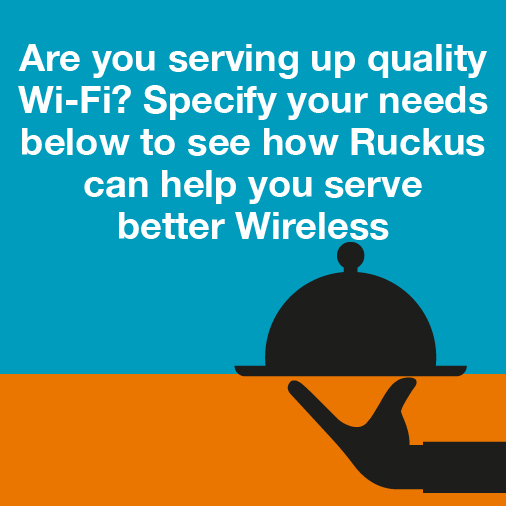 Are you serving up quality
Wi-Fi? Specify your needs
below to see how Ruckus
can help you serve
better Wireless